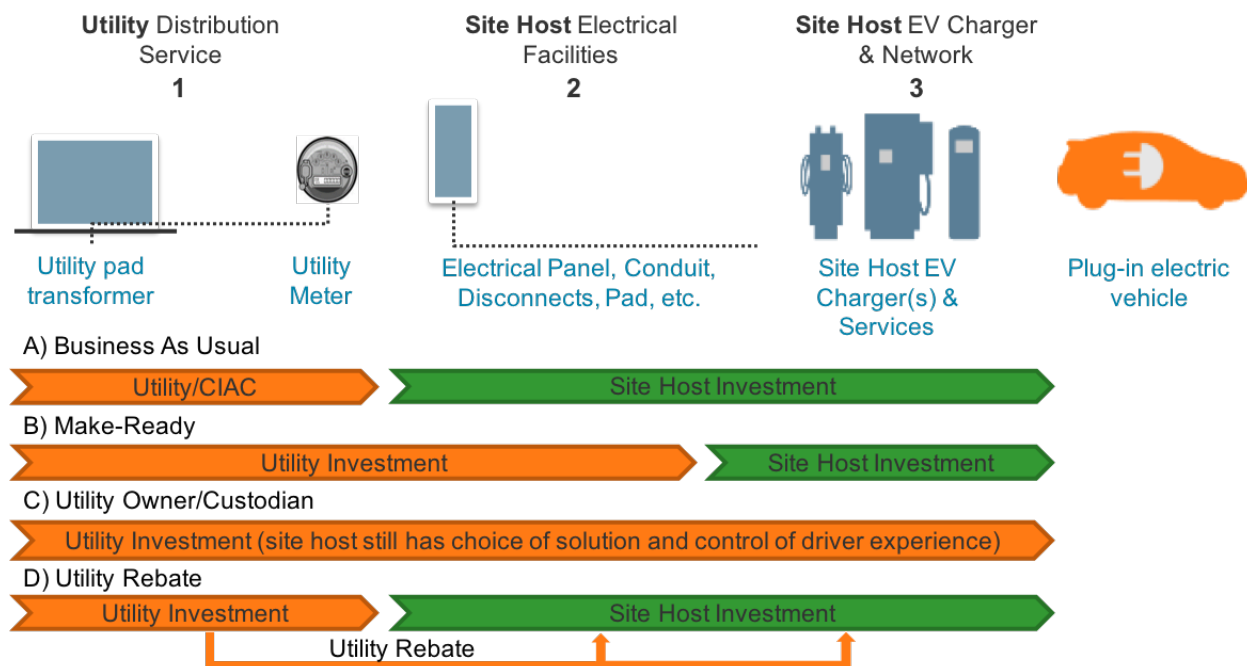 Utility Distribution
Service
1
Site Host Electrical
Facilities
2
Site Host EV Charger
& Network
3
Utility pad
transformer
Utility
Meter
Electrical Panel, Conduit,
Disconnects, Pad, etc.
Site Host EV
Charger(s) &
Services
Plug-in electric
vehicle
A) Business As Usual
Utility/CIAC
Site Host Investment
B) Make-Ready
Utility Investment
Site Host Investment
C) Utility Owner/Custodian
Utility Investment (site host still has choice of solution and control of driver experience)
D) Utility Rebate
Utility Investment
Site Host Investment
Utility Rebate